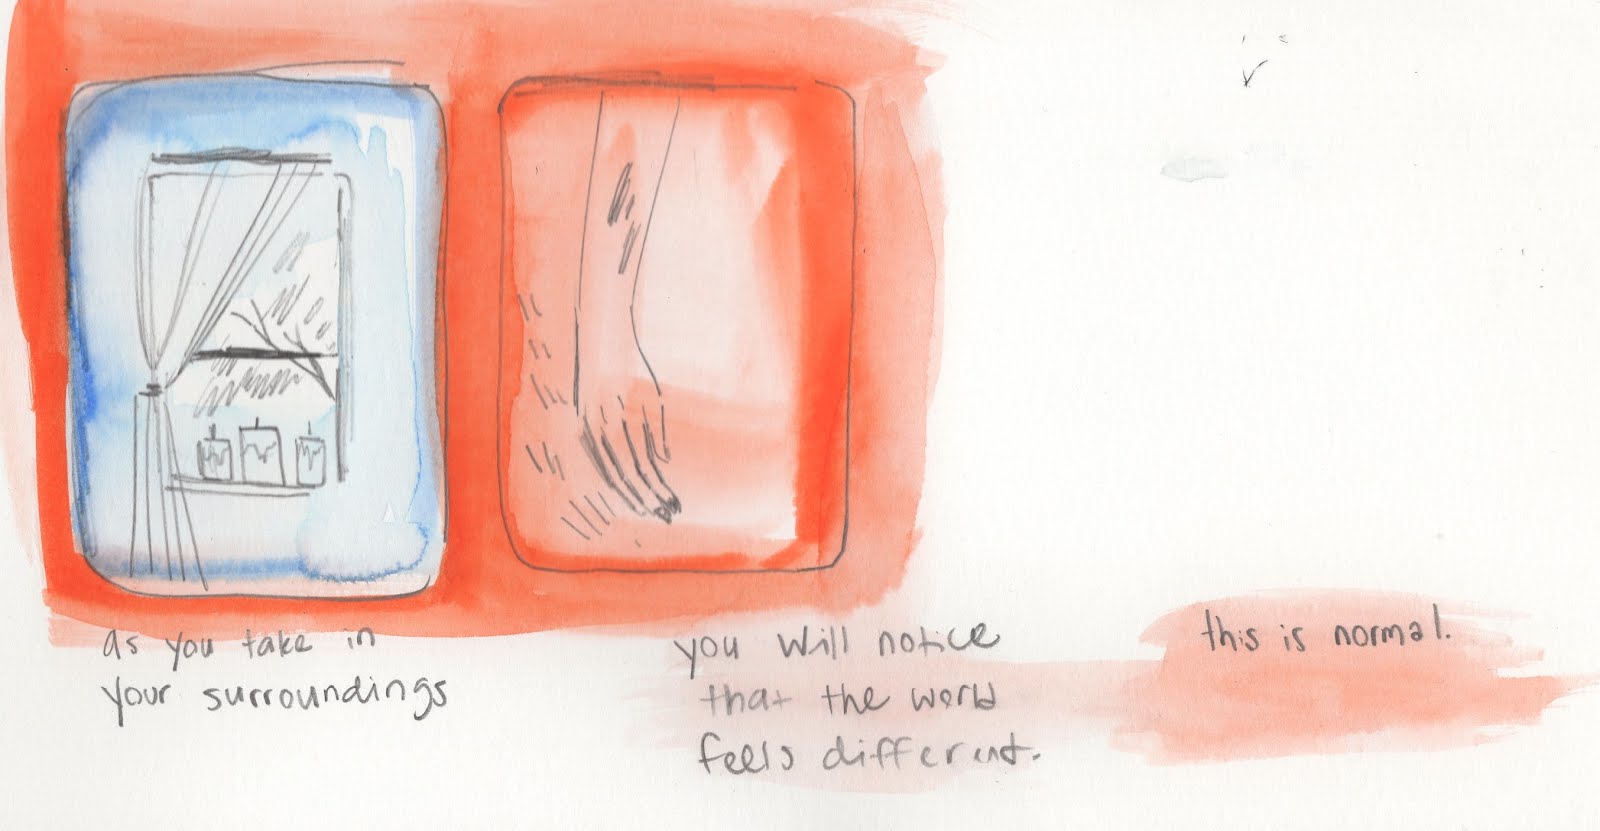 as you take in
your surroundings
you will notice
that the world
feels different.
this is normal.